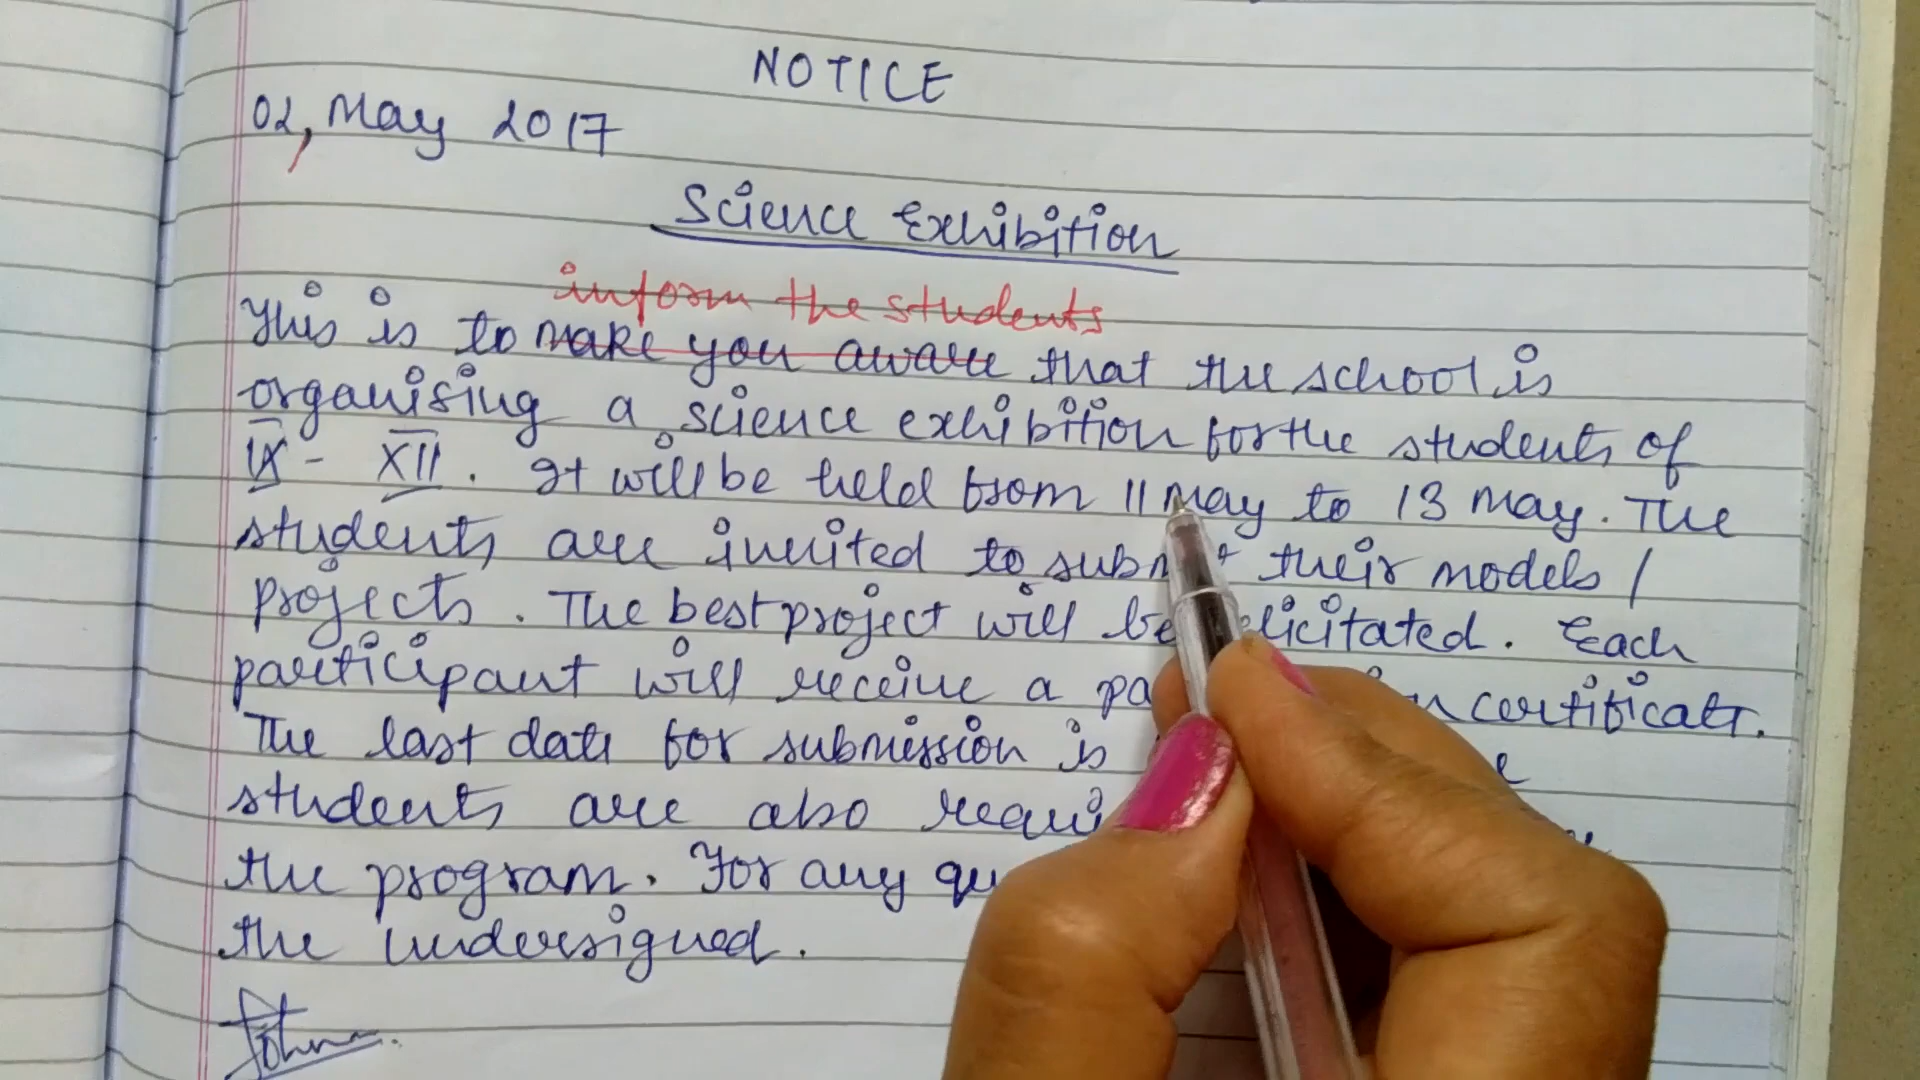 NOTICE
02, May 2017
Science Exhibition
inform the students
This is to make you aware that the school is
organising a science exhibition for the students of
IX - XII. It will be held from 11 May to 13 May. The
students are invited to submit their models /
projects. The best project will be felicitated. Each
participant will receive a certificate.
The last date for submission is
students are also
the program. For any
the undersigned.
John